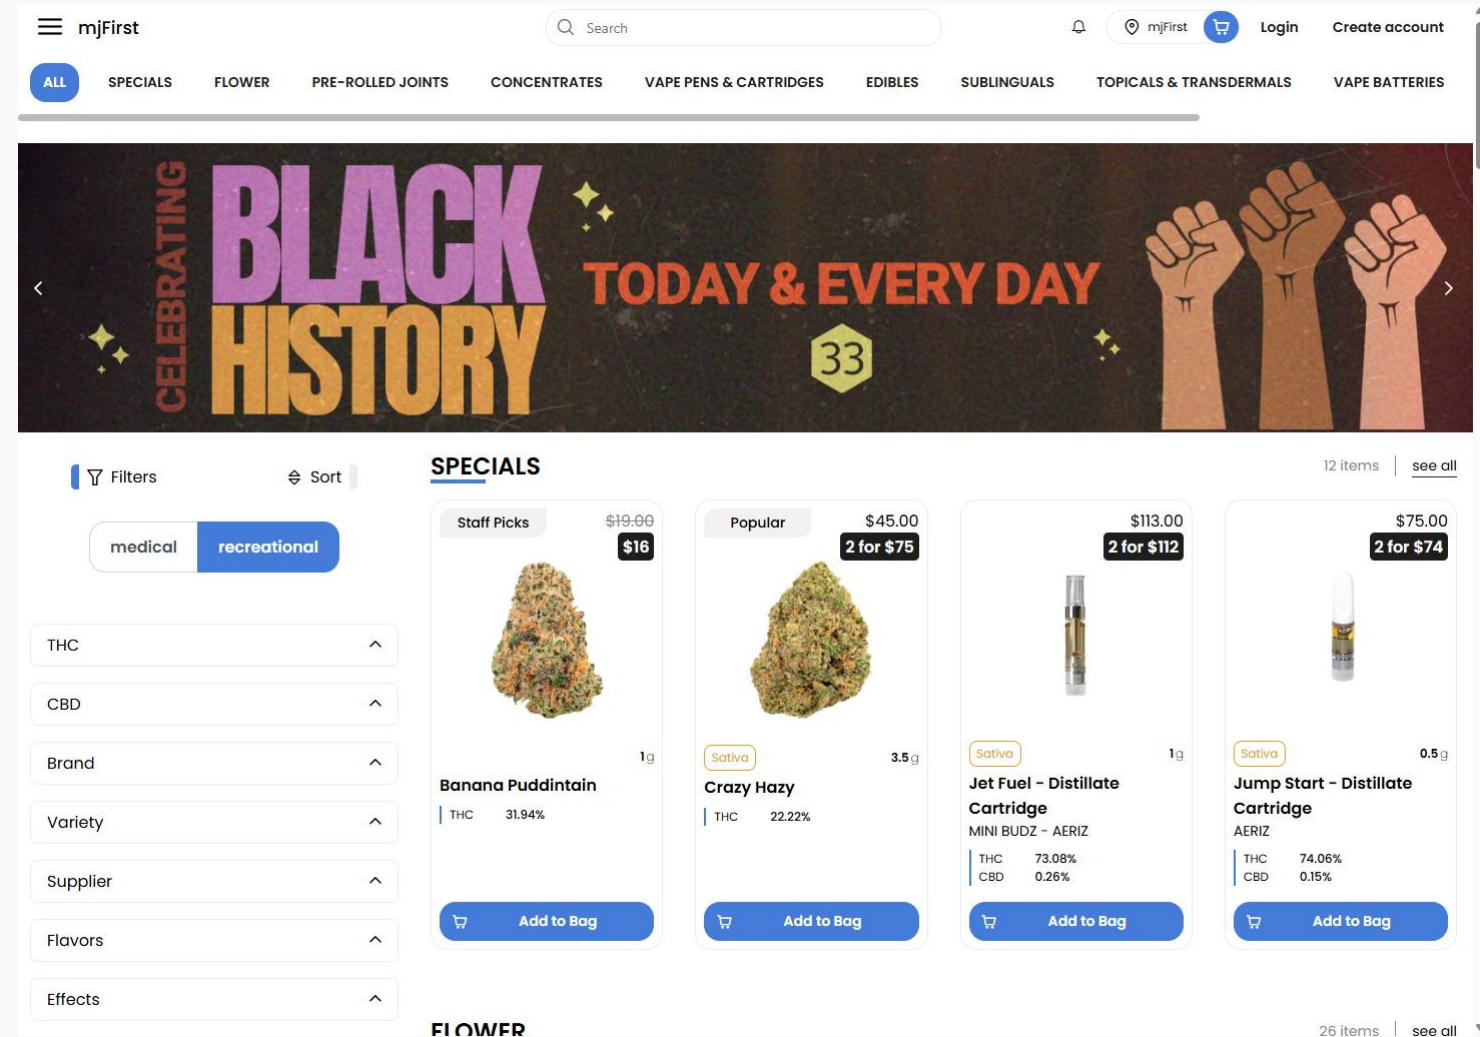 mjFirst
Search
mjFirst
Login
Create account
ALL
SPECIALS
FLOWER
PRE-ROLLED JOINTS
CONCENTRATES
VAPE PENS & CARTRIDGES
EDIBLES
SUBLINGUALS
TOPICALS & TRANSDERMALS
VAPE BATTERIES
CELEBRATING
BLACK
HISTORY
TODAY & EVERY DAY
33
Filters
Sort
medical
recreational
THC
CBD
Brand
Variety
Supplier
Flavors
Effects
SPECIALS
12 items
see all
Staff Picks
$19.00
$16
1g
Banana Puddintain
THC 31.94%
Add to Bag
Popular
$45.00
2 for $75
Sativa
3.5g
Crazy Hazy
THC 22.22%
Add to Bag
$113.00
2 for $112
Sativa
1g
Jet Fuel - Distillate
Cartridge
MINI BUDZ - AERIZ
THC 73.08%
CBD 0.26%
Add to Bag
$75.00
2 for $74
Sativa
0.5g
Jump Start - Distillate
Cartridge
AERIZ
THC 74.06%
CBD 0.15%
Add to Bag
FLOWER
26 items
see all